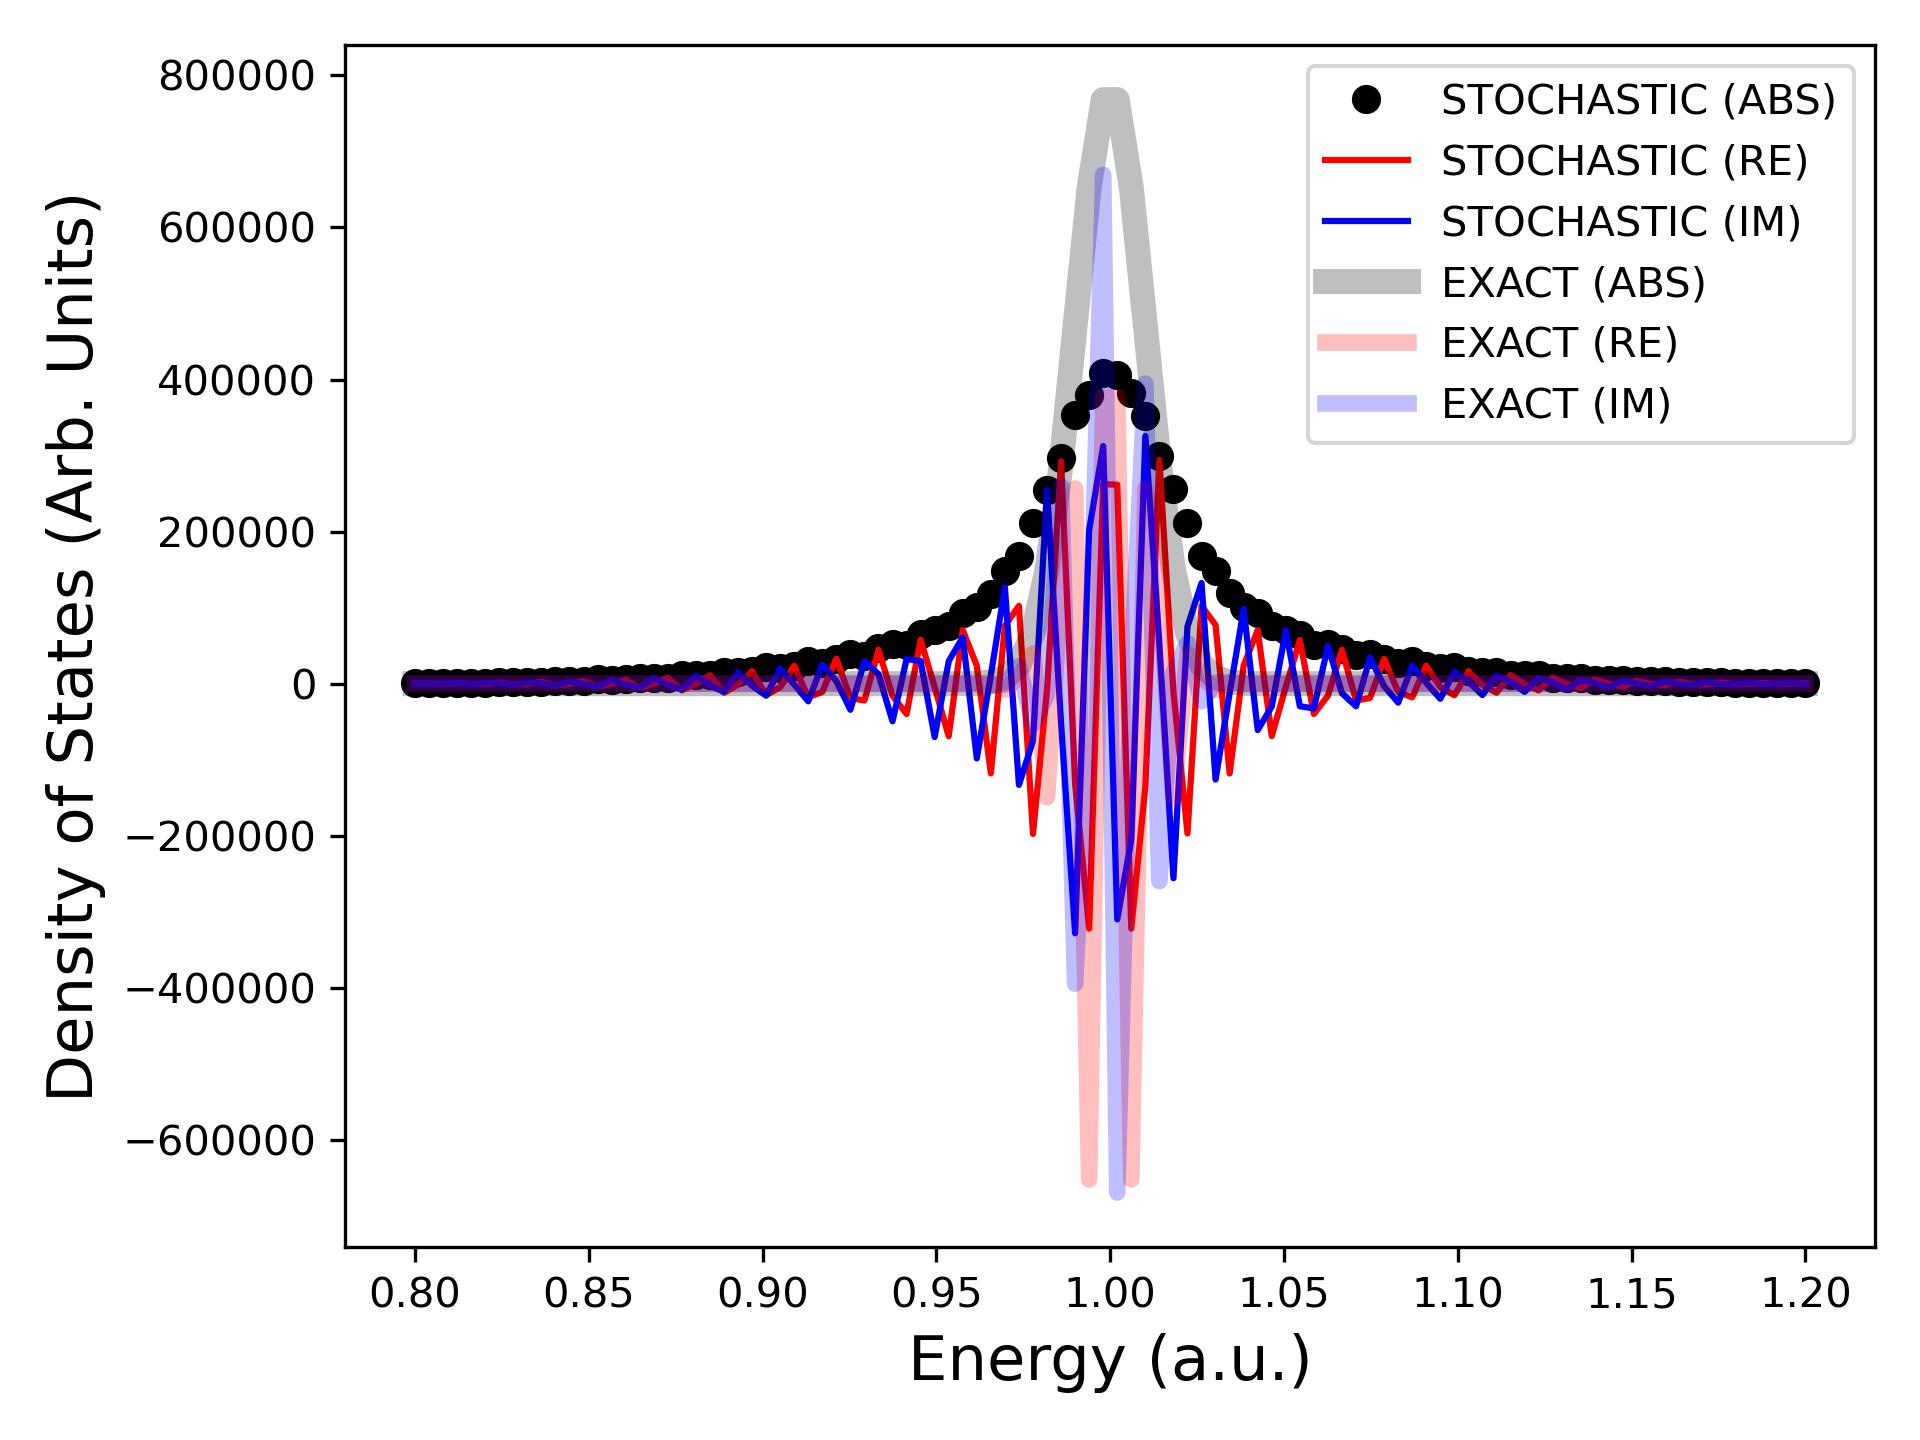 800000
600000
400000
200000
0
−200000
−400000
−600000
Density of States (Arb. Units)
STOCHASTIC (ABS)
STOCHASTIC (RE)
STOCHASTIC (IM)
EXACT (ABS)
EXACT (RE)
EXACT (IM)
0.80 0.85 0.90 0.95 1.00 1.05 1.10 1.15 1.20
Energy (a.u.)